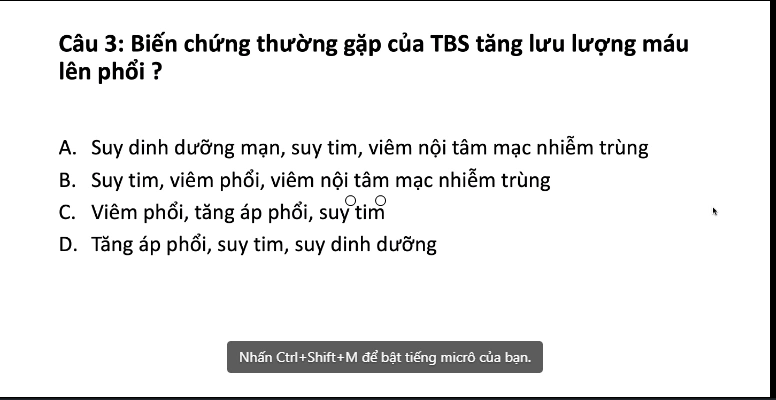 Câu 3: Biến chứng thường gặp của TBS tăng lưu lượng máu
lên phổi ?
A. Suy dinh dưỡng mạn, suy tim, viêm nội tâm mạc nhiễm trùng
B. Suy tim, viêm phổi, viêm nội tâm mạc nhiễm trùng
C. Viêm phổi, tăng áp phổi, suy tim
D. Tăng áp phổi, suy tim, suy dinh dưỡng
Nhấn Ctrl+Shift+M để bật tiếng micrô của bạn.